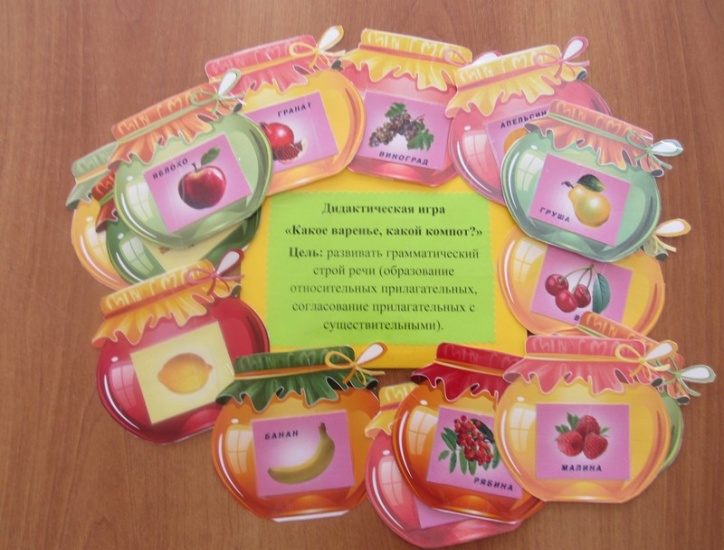 ГРАНАТ
ВИНОГРАД
АПЕЛЬСИН
ЯБЛОКО
ГРУША
Дидактическая игра
«Какое варенье, какой компот?»
Цель: развивать грамматический
строй речи (образование
относительных прилагательных,
согласование прилагательных с
существительными).
БАНАН
РЯБИНА
МАЛИНА